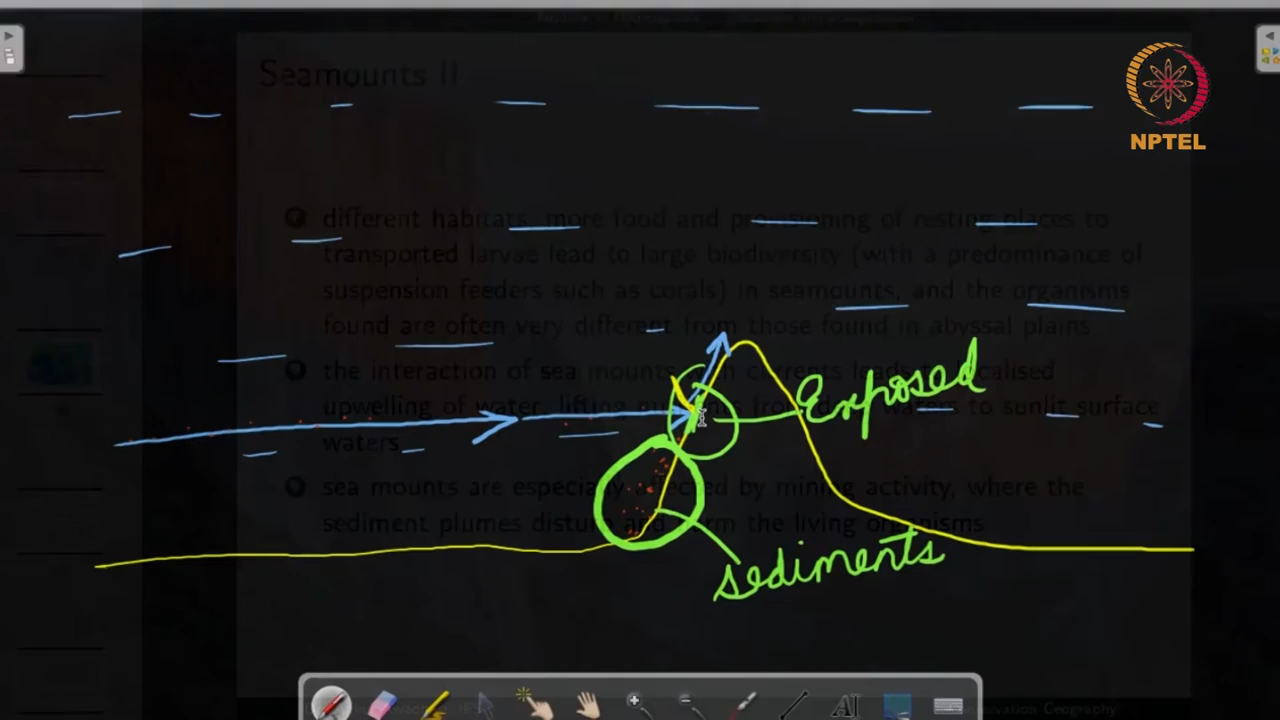 Seamounts II
NPTEL
different habitats, more food and provisioning of resting places to
transported larvae lead to large biodiversity (with a predominance of
suspension feeders such as corals) in seamounts, and the organisms
found are often very different from those found in abyssal plains
the interaction of sea mounts with currents leads to localised
upwelling of water, lifting nutrients from deep waters to sunlit surface
waters
Exposed
sea mounts are especially affected by mining activity, where the
sediment plumes disturb and harm the living organisms
sediments